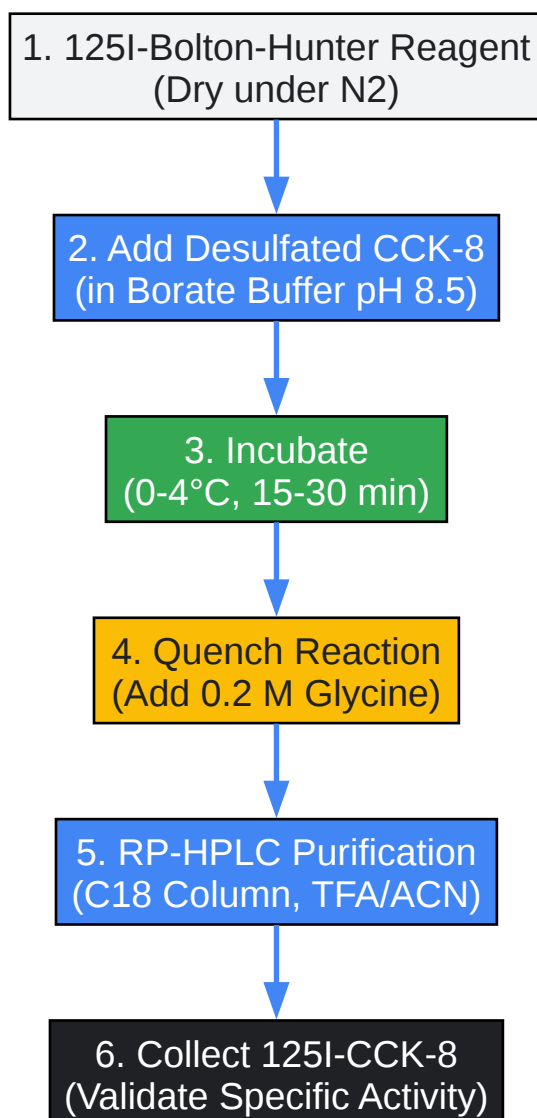 1. 125I-Bolton-Hunter Reagent
(Dry under N2)
2. Add Desulfated CCK-8
(in Borate Buffer pH 8.5)
3. Incubate
(0-4°C, 15-30 min)
4. Quench Reaction
(Add 0.2 M Glycine)
5. RP-HPLC Purification
(C18 Column, TFA/ACN)
6. Collect 125I-CCK-8
(Validate Specific Activity)